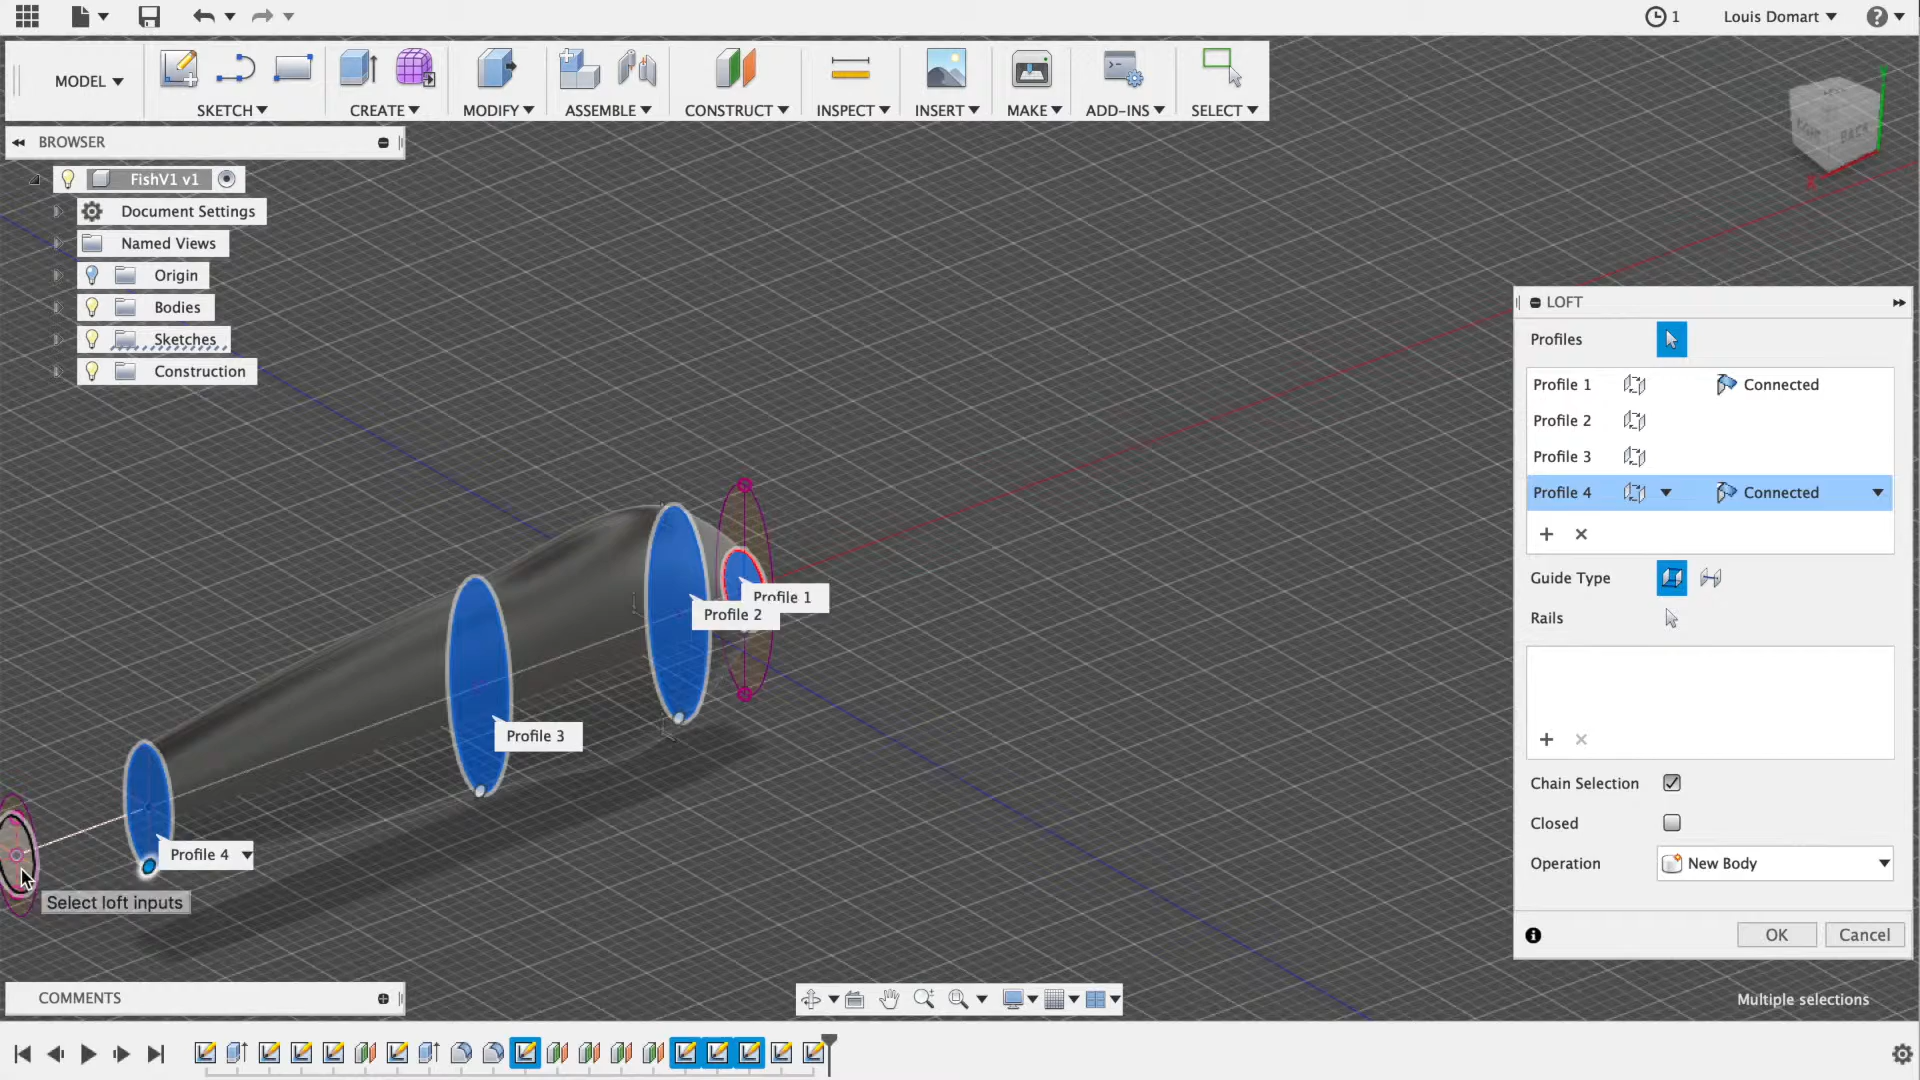 1
Louis Domart
MODEL
SKETCH
CREATE
MODIFY
ASSEMBLE
CONSTRUCT
INSPECT
INSERT
MAKE
ADD-INS
SELECT
BROWSER
FishV1 v1
Document Settings
Named Views
Origin
Bodies
Sketches
Construction
BACK
LOFT
Profiles
Profile 1 Connected
Profile 2
Profile 3
Profile 4 Connected
Guide Type
Rails
Chain Selection
Closed
Operation New Body
OK Cancel
Profile 1
Profile 2
Profile 3
Profile 4
Select loft inputs
COMMENTS
Multiple selections